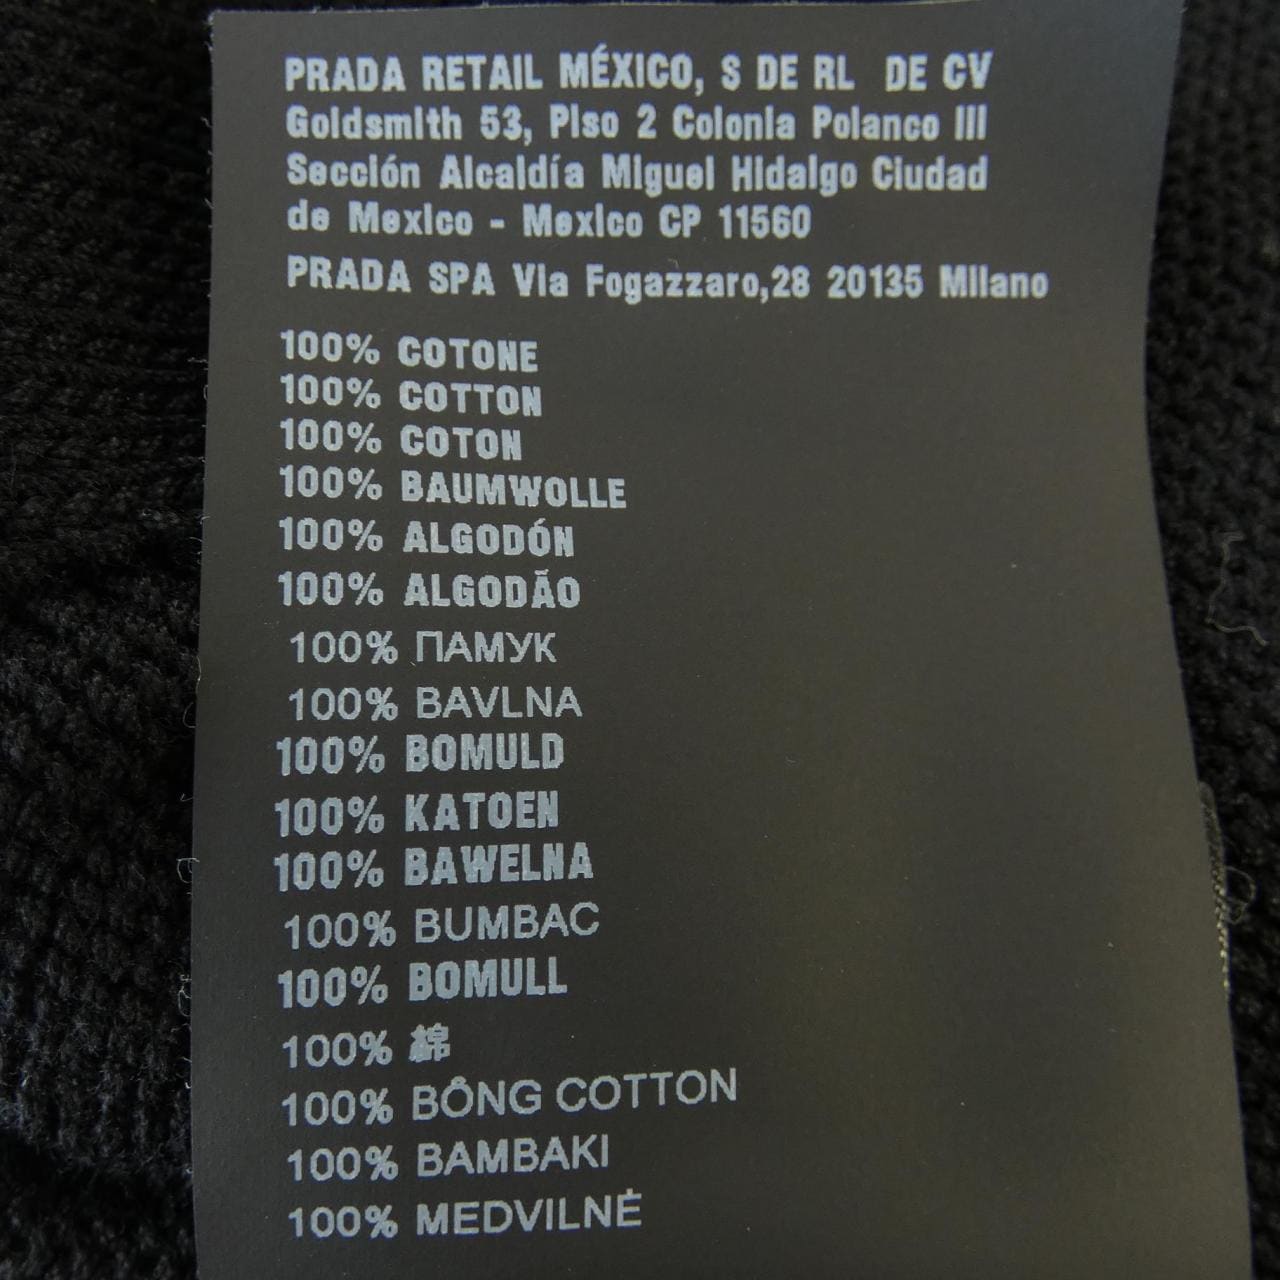 PRADA RETAIL MÉXICO, S DE RL DE CV
Goldsmith 53, Piso 2 Colonia Polanco III
Sección Alcaldía Miguel Hidalgo Ciudad
de Mexico - Mexico CP 11560
PRADA SPA Via Fogazzaro,28 20135 Milano
100% COTONE
100% COTTON
100% COTON
100% BAUMWOLLE
100% ALGODÓN
100% ALGODÃO
100% ПАМУК
100% BAVLNA
100% BOMULD
100% KATOEN
100% BAWELNA
100% BUMBAC
100% BOMULL
100% 綿
100% BÔNG COTTON
100% BAMBAKI
100% MEDVILNĖ